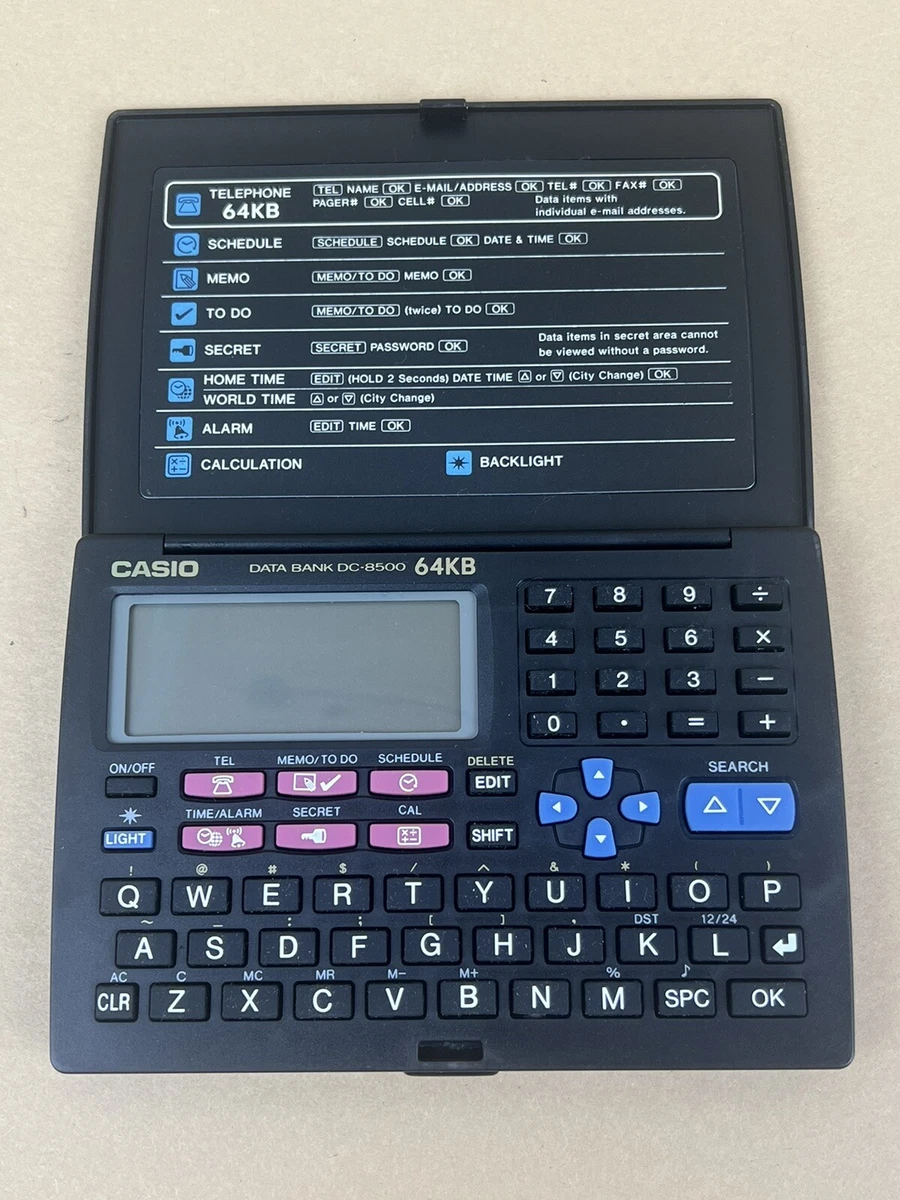 TELEPHONE 64KB
TEL NAME OK E-MAIL/ADDRESS OK TEL# OK FAX# OK
PAGER# OK CELL# OK
Data items with
individual e-mail addresses.
SCHEDULE SCHEDULE SCHEDULE OK DATE & TIME OK
MEMO MEMO/TO DO MEMO OK
TO DO MEMO/TO DO (twice) TO DO OK
SECRET SECRET PASSWORD OK
Data items in secret area cannot
be viewed without a password.
HOME TIME EDIT (HOLD 2 Seconds) DATE TIME △ or ▽ (City Change) OK
WORLD TIME △ or ▽ (City Change)
ALARM EDIT TIME OK
CALCULATION BACKLIGHT
CASIO DATA BANK DC-8500 64KB
7 8 9 ÷
4 5 6 ×
1 2 3 −
0 • = +
ON/OFF TEL MEMO/TO DO SCHEDULE DELETE
EDIT
SEARCH
△ ▽
TIME/ALARM SECRET CAL
LIGHT SHIFT
! @ # $ / ^ & * ( )
Q W E R T Y U I O P
~ _ : ; [ ] , DST 12/24
A S D F G H J K L ↵
AC C MC MR M− M+ % ♪
CLR Z X C V B N M SPC OK